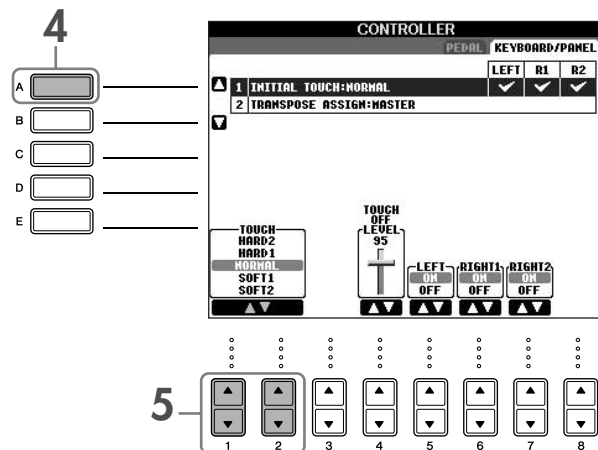 4
CONTROLLER
PEDAL KEYBOARD/PANEL
LEFT R1 R2
A
1 INITIAL TOUCH:NORMAL
2 TRANSPOSE ASSIGN:MASTER
B
C
D
E
TOUCH
HARD2
HARD1
NORMAL
SOFT1
SOFT2
TOUCH
OFF
LEVEL
95
LEFT
ON
OFF
RIGHT1
ON
OFF
RIGHT2
ON
OFF
5
1 2 3 4 5 6 7 8